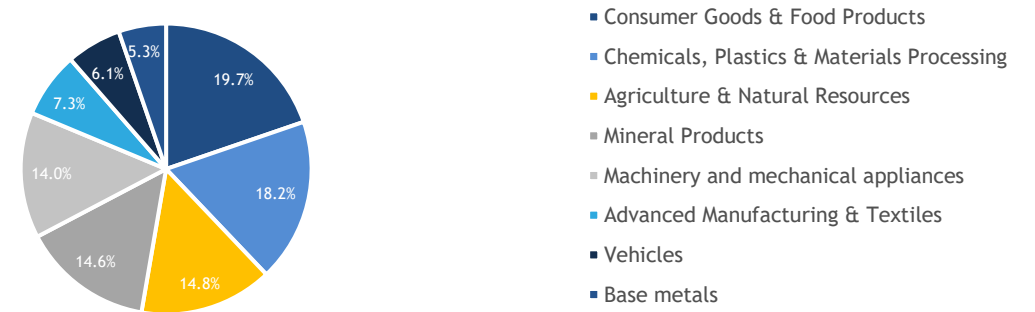 5.3%
6.1%
19.7%
7.3%
14.0%
18.2%
14.6%
14.8%
Consumer Goods & Food Products
Chemicals, Plastics & Materials Processing
Agriculture & Natural Resources
Mineral Products
Machinery and mechanical appliances
Advanced Manufacturing & Textiles
Vehicles
Base metals